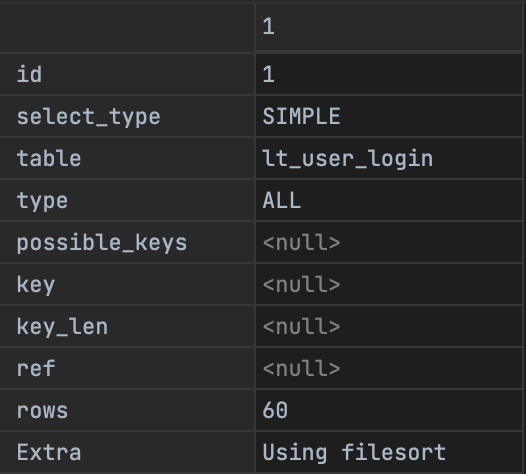 1
id 1
select_type SIMPLE
table lt_user_login
type ALL
possible_keys <null>
key <null>
key_len <null>
ref <null>
rows 60
Extra Using filesort